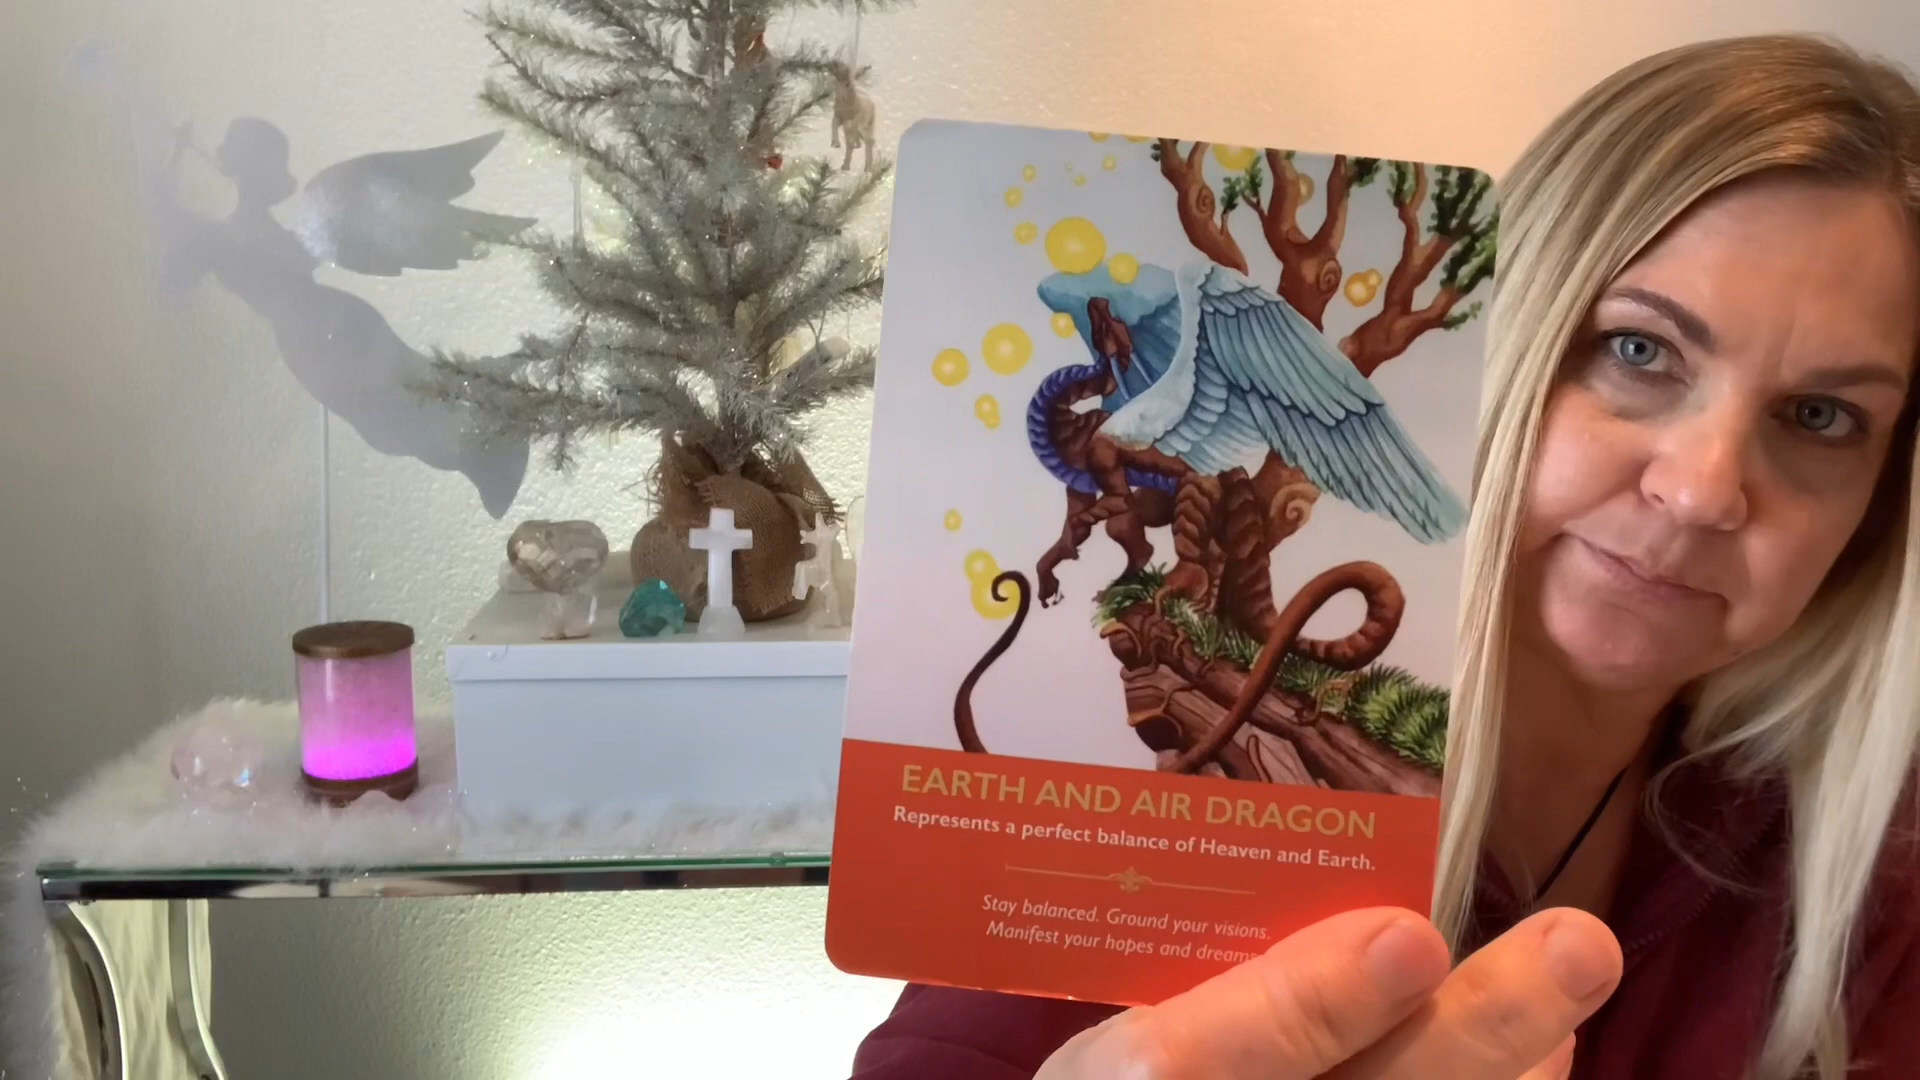 EARTH AND AIR DRAGON
Represents a perfect balance of Heaven and Earth.
Stay balanced. Ground your visions.
Manifest your hopes and dreams